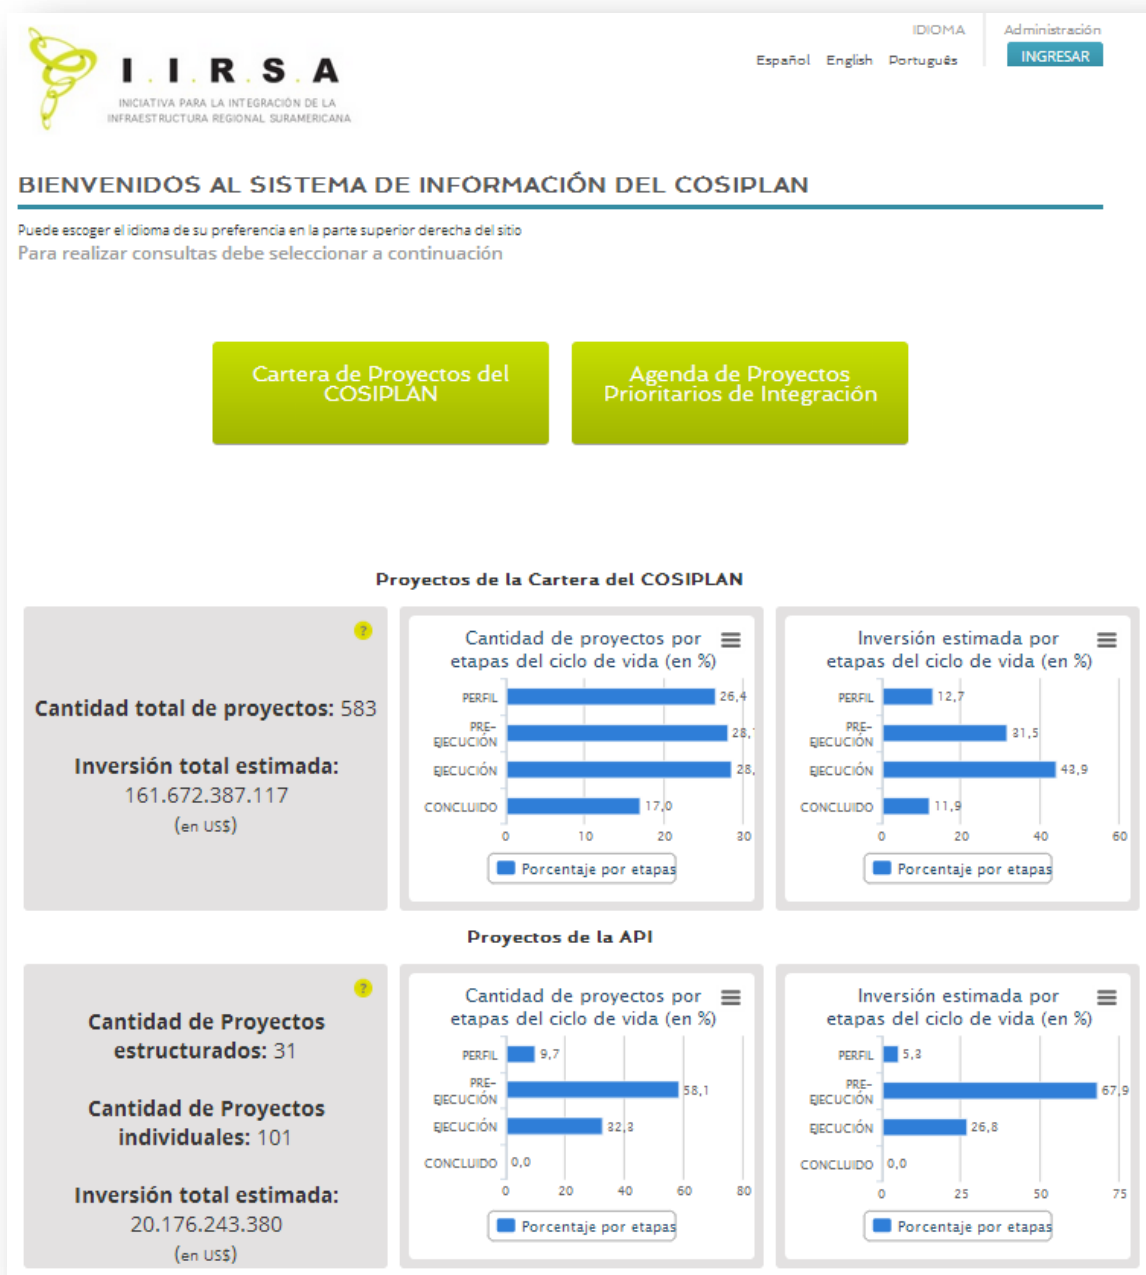 IDIOMA
Administración
Español English Português
INGRESAR
I.I.R.S.A
INICIATIVA PARA LA INTEGRACIÓN DE LA
INFRAESTRUCTURA REGIONAL SURAMERICANA
BIENVENIDOS AL SISTEMA DE INFORMACIÓN DEL COSIPLAN
Puede escoger el idioma de su preferencia en la parte superior derecha del sitio
Para realizar consultas debe seleccionar a continuación
Cartera de Proyectos del
COSIPLAN
Agenda de Proyectos
Prioritarios de Integración
Proyectos de la Cartera del COSIPLAN
?
Cantidad total de proyectos: 583
Inversión total estimada:
161.672.387.117
(en US$)
Cantidad de proyectos por
etapas del ciclo de vida (en %)
PERFIL 26,4
PRE-
EJECUCIÓN 28,
EJECUCIÓN 28,
CONCLUIDO 17,0
0 10 20 30
Porcentaje por etapas
Inversión estimada por
etapas del ciclo de vida (en %)
PERFIL 12,7
PRE-
EJECUCIÓN 31,5
EJECUCIÓN 43,9
CONCLUIDO 11,9
0 20 40 60
Porcentaje por etapas
Proyectos de la API
?
Cantidad de Proyectos
estructurados: 31
Cantidad de Proyectos
individuales: 101
Inversión total estimada:
20.176.243.380
(en US$)
Cantidad de proyectos por
etapas del ciclo de vida (en %)
PERFIL 9,7
PRE-
EJECUCIÓN 58,1
EJECUCIÓN 32,3
CONCLUIDO 0,0
0 20 40 60 80
Porcentaje por etapas
Inversión estimada por
etapas del ciclo de vida (en %)
PERFIL 5,3
PRE-
EJECUCIÓN 67,9
EJECUCIÓN 26,8
CONCLUIDO 0,0
0 25 50 75
Porcentaje por etapas